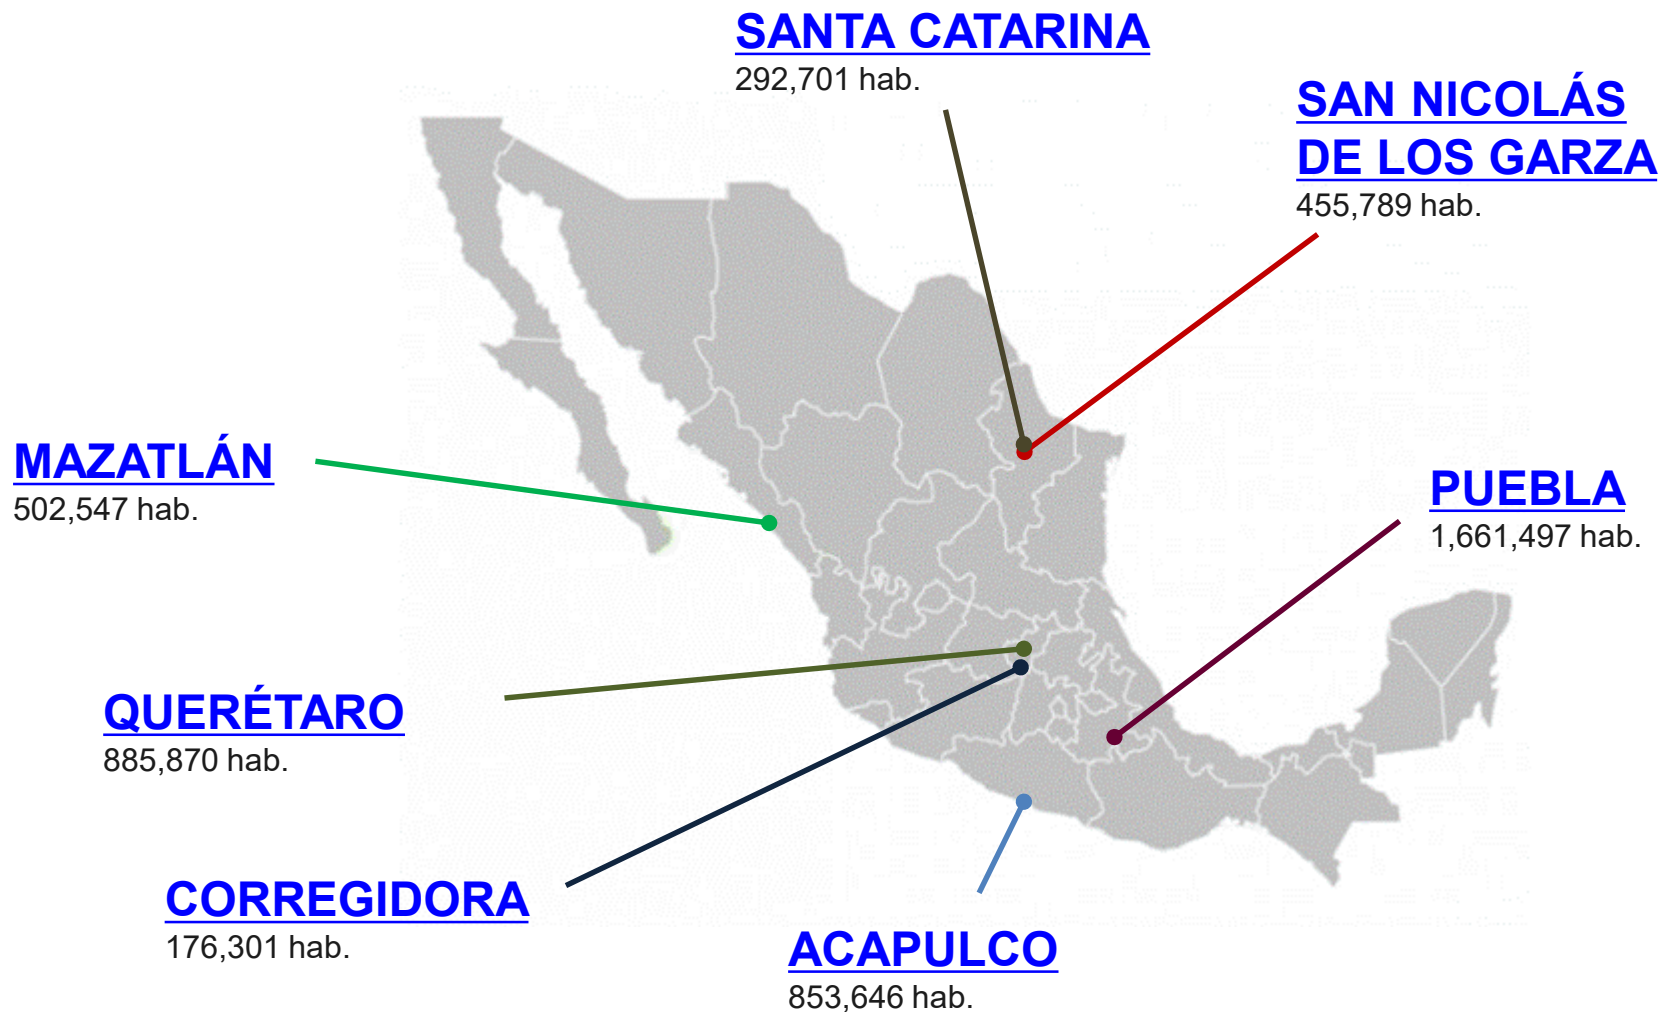 SANTA CATARINA
292,701 hab.
SAN NICOLÁS
DE LOS GARZA
455,789 hab.
MAZATLÁN
502,547 hab.
PUEBLA
1,661,497 hab.
QUERÉTARO
885,870 hab.
CORREGIDORA
176,301 hab.
ACAPULCO
853,646 hab.